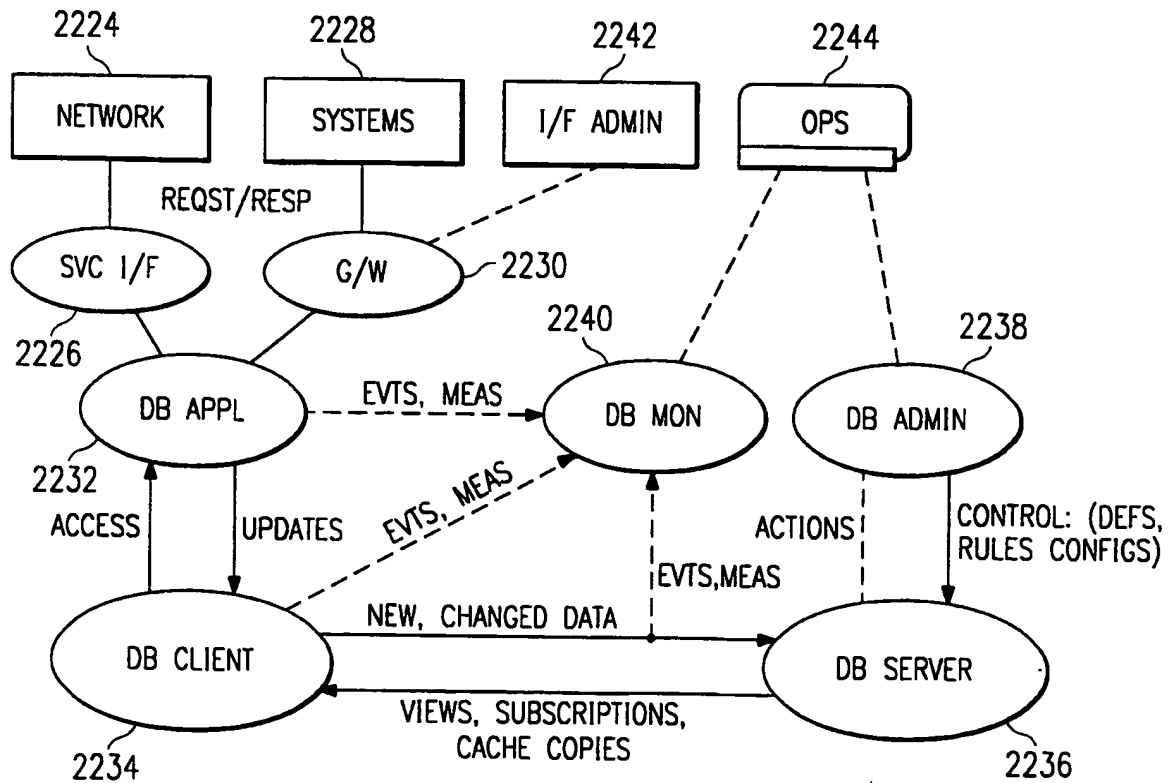 2224
2228
2242
2244
NETWORK
SYSTEMS
I/F ADMIN
OPS
REQST/RESP
SVC I/F
G/W
2230
2226
2240
2238
DB APPL
EVTS, MEAS
DB MON
DB ADMIN
2232
ACCESS
UPDATES
EVTS, MEAS
ACTIONS
CONTROL: (DEFS,
RULES CONFIGS)
EVTS,MEAS
NEW, CHANGED DATA
DB CLIENT
DB SERVER
VIEWS, SUBSCRIPTIONS,
CACHE COPIES
2234
2236